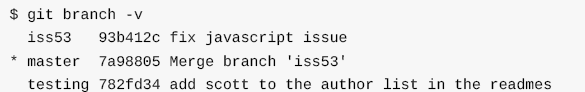 $ git branch -v
  iss53   93b412c fix javascript issue
* master  7a98805 Merge branch 'iss53'
  testing 782fd34 add scott to the author list in the readmes